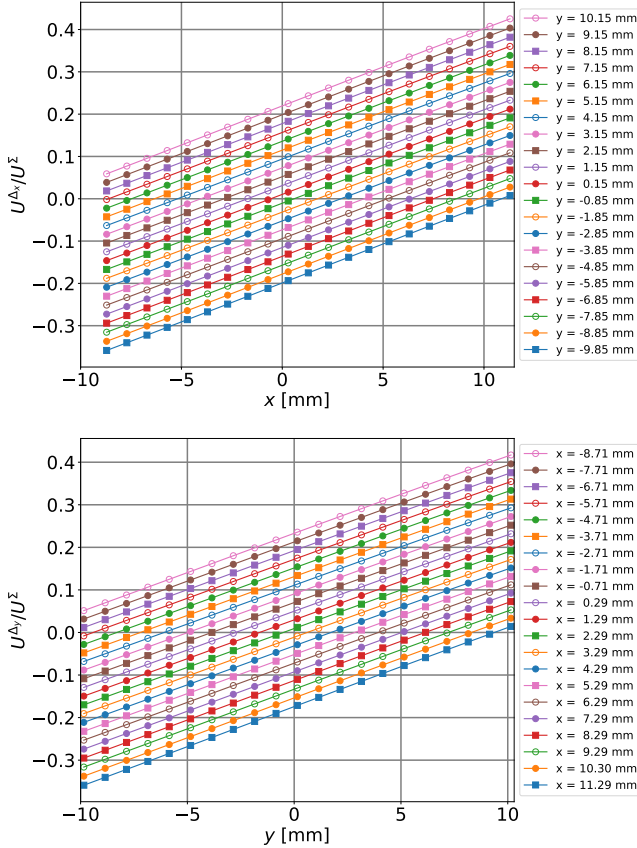 0.4
0.3
0.2
0.1
0.0
−0.1
−0.2
−0.3
U^Δx/U^Σ
−10
−5
0
5
10
x [mm]
y = 10.15 mm
y = 9.15 mm
y = 8.15 mm
y = 7.15 mm
y = 6.15 mm
y = 5.15 mm
y = 4.15 mm
y = 3.15 mm
y = 2.15 mm
y = 1.15 mm
y = 0.15 mm
y = -0.85 mm
y = -1.85 mm
y = -2.85 mm
y = -3.85 mm
y = -4.85 mm
y = -5.85 mm
y = -6.85 mm
y = -7.85 mm
y = -8.85 mm
y = -9.85 mm
0.4
0.3
0.2
0.1
0.0
−0.1
−0.2
−0.3
U^Δy/U^Σ
−10
−5
0
5
10
y [mm]
x = -8.71 mm
x = -7.71 mm
x = -6.71 mm
x = -5.71 mm
x = -4.71 mm
x = -3.71 mm
x = -2.71 mm
x = -1.71 mm
x = -0.71 mm
x = 0.29 mm
x = 1.29 mm
x = 2.29 mm
x = 3.29 mm
x = 4.29 mm
x = 5.29 mm
x = 6.29 mm
x = 7.29 mm
x = 8.29 mm
x = 9.29 mm
x = 10.30 mm
x = 11.29 mm